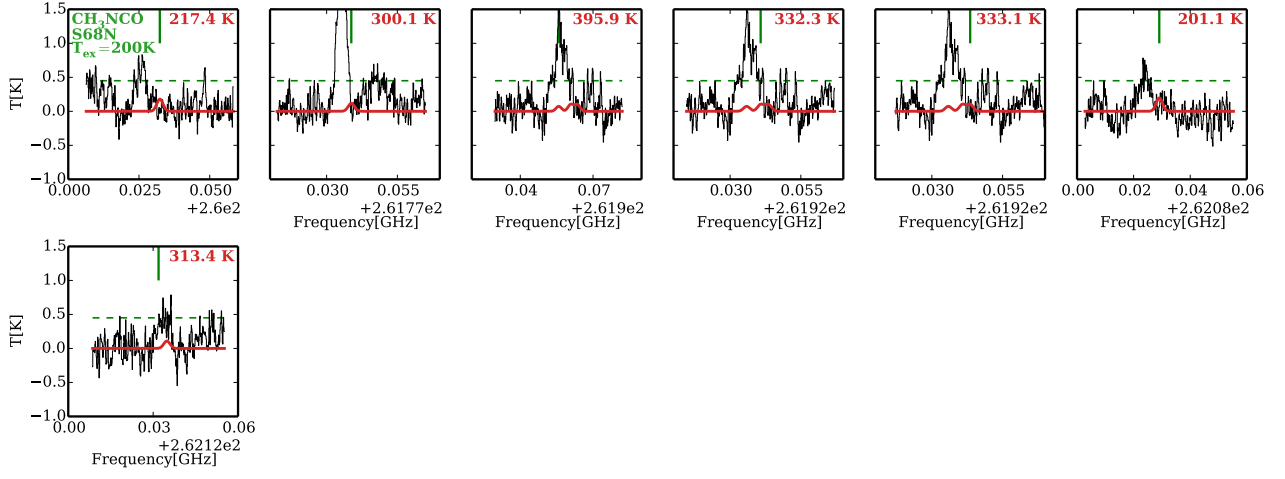 CH₃NCO 217.4 K 300.1 K 395.9 K 332.3 K 333.1 K 201.1 K
S68N
T_ex=200K
T[K]
1.5
1.0
0.5
0.0
−0.5
−1.0
0.000 0.025 0.050 0.030 0.055 0.04 0.07 0.030 0.055 0.030 0.055 0.00 0.02 0.04 0.06
+2.6e2 +2.6177e2 +2.619e2 +2.6192e2 +2.6192e2 +2.6208e2
Frequency[GHz] Frequency[GHz] Frequency[GHz] Frequency[GHz] Frequency[GHz]
313.4 K
T[K]
1.5
1.0
0.5
0.0
−0.5
−1.0
0.00 0.03 0.06
+2.6212e2
Frequency[GHz]